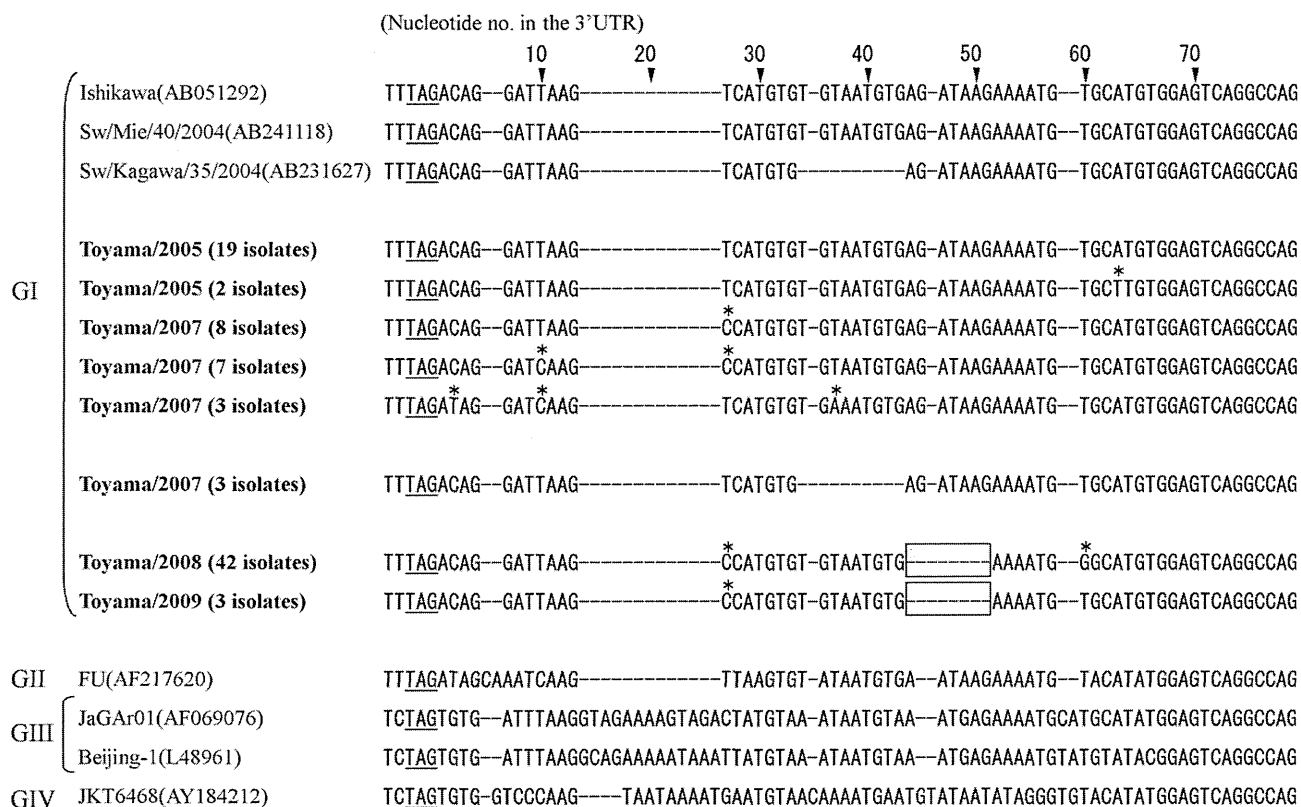 (Nucleotide no. in the 3'UTR)
10 20 30 40 50 60 70
Ishikawa(AB051292) TTTAGACAG--GATTAAG-------------TCATGTGT-GTAATGTGAG-ATAAGAAAATG--TGCATGTGGAGTCAGGCCAG
Sw/Mie/40/2004(AB241118) TTTAGACAG--GATTAAG-------------TCATGTGT-GTAATGTGAG-ATAAGAAAATG--TGCATGTGGAGTCAGGCCAG
Sw/Kagawa/35/2004(AB231627) TTTAGACAG--GATTAAG-------------TCATGTG----------AG-ATAAGAAAATG--TGCATGTGGAGTCAGGCCAG
Toyama/2005 (19 isolates) TTTAGACAG--GATTAAG-------------TCATGTGT-GTAATGTGAG-ATAAGAAAATG--TGCATGTGGAGTCAGGCCAG
*
GI Toyama/2005 (2 isolates) TTTAGACAG--GATTAAG-------------TCATGTGT-GTAATGTGAG-ATAAGAAAATG--TGCTTGTGGAGTCAGGCCAG
*
Toyama/2007 (8 isolates) TTTAGACAG--GATTAAG-------------CCATGTGT-GTAATGTGAG-ATAAGAAAATG--TGCATGTGGAGTCAGGCCAG
* *
Toyama/2007 (7 isolates) TTTAGACAG--GATCAAG-------------CCATGTGT-GTAATGTGAG-ATAAGAAAATG--TGCATGTGGAGTCAGGCCAG
* * *
Toyama/2007 (3 isolates) TTTAGATAG--GATCAAG-------------TCATGTGT-GAAATGTGAG-ATAAGAAAATG--TGCATGTGGAGTCAGGCCAG
Toyama/2007 (3 isolates) TTTAGACAG--GATTAAG-------------TCATGTG----------AG-ATAAGAAAATG--TGCATGTGGAGTCAGGCCAG
* *
Toyama/2008 (42 isolates) TTTAGACAG--GATTAAG-------------CCATGTGT-GTAATGTG--------AAAATG--GGCATGTGGAGTCAGGCCAG
*
Toyama/2009 (3 isolates) TTTAGACAG--GATTAAG-------------CCATGTGT-GTAATGTG--------AAAATG--TGCATGTGGAGTCAGGCCAG
GII FU(AF217620) TTTAGATAGCAAATCAAG-------------TTAAGTGT-ATAATGTGA--ATAAGAAAATG--TACATATGGAGTCAGGCCAG
GIII JaGAr01(AF069076) TCTAGTGTG--ATTTAAGGTAGAAAAGTAGACTATGTAA-ATAATGTAA--ATGAGAAAATGCATGCATATGGAGTCAGGCCAG
Beijing-1(L48961) TCTAGTGTG--ATTTAAGGCAGAAAAATAAATTATGTAA-ATAATGTAA--ATGAGAAAATGTATGTATACGGAGTCAGGCCAG
GIV JKT6468(AY184212) TCTAGTGTG-GTCCCAAG----TAATAAAATGAATGTAACAAAATGAATGTATAATATAGGGTGTACATATGGAGTCAGGCCAG